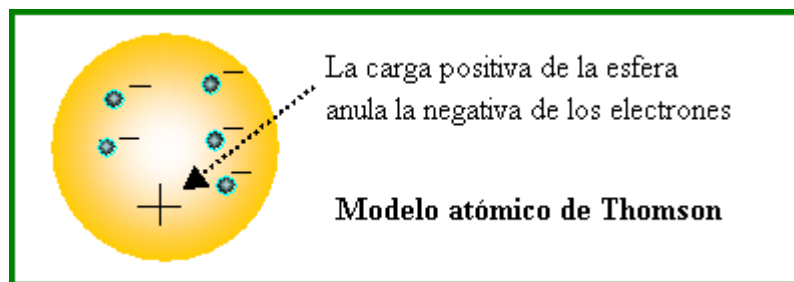 La carga positiva de la esfera
anula la negativa de los electrones
Modelo atómico de Thomson